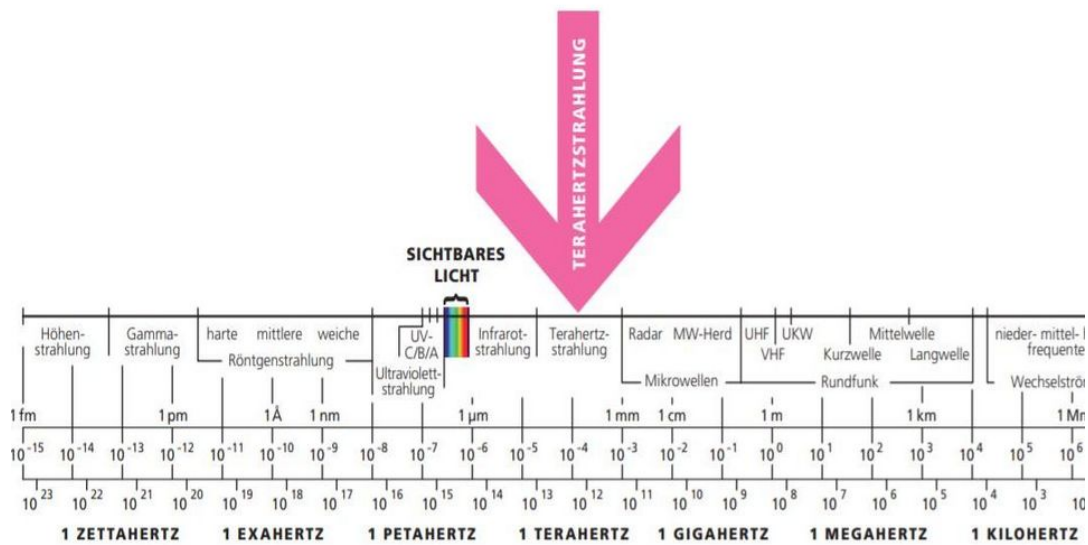 TERAHERTZSTRAHLUNG
SICHTBARES
LICHT
Höhen-
strahlung
Gamma-
strahlung
harte mittlere weiche
Röntgenstrahlung
UV-
C/B/A
Ultraviolett-
strahlung
Infrarot-
strahlung
Terahertz-
strahlung
Radar MW-Herd
Mikrowellen
UHF UKW
VHF
Mittelwelle
Kurzwelle Langwelle
Rundfunk
nieder- mittel-
frequente
Wechselströ
1 fm 1 pm 1 Å 1 nm 1 µm 1 mm 1 cm 1 m 1 km 1 Mm
10⁻¹⁵ 10⁻¹⁴ 10⁻¹³ 10⁻¹² 10⁻¹¹ 10⁻¹⁰ 10⁻⁹ 10⁻⁸ 10⁻⁷ 10⁻⁶ 10⁻⁵ 10⁻⁴ 10⁻³ 10⁻² 10⁻¹ 10⁰ 10¹ 10² 10³ 10⁴ 10⁵ 10⁶
10²³ 10²² 10²¹ 10²⁰ 10¹⁹ 10¹⁸ 10¹⁷ 10¹⁶ 10¹⁵ 10¹⁴ 10¹³ 10¹² 10¹¹ 10¹⁰ 10⁹ 10⁸ 10⁷ 10⁶ 10⁵ 10⁴ 10³
1 ZETTAHERTZ 1 EXAHERTZ 1 PETAHERTZ 1 TERAHERTZ 1 GIGAHERTZ 1 MEGAHERTZ 1 KILOHERTZ